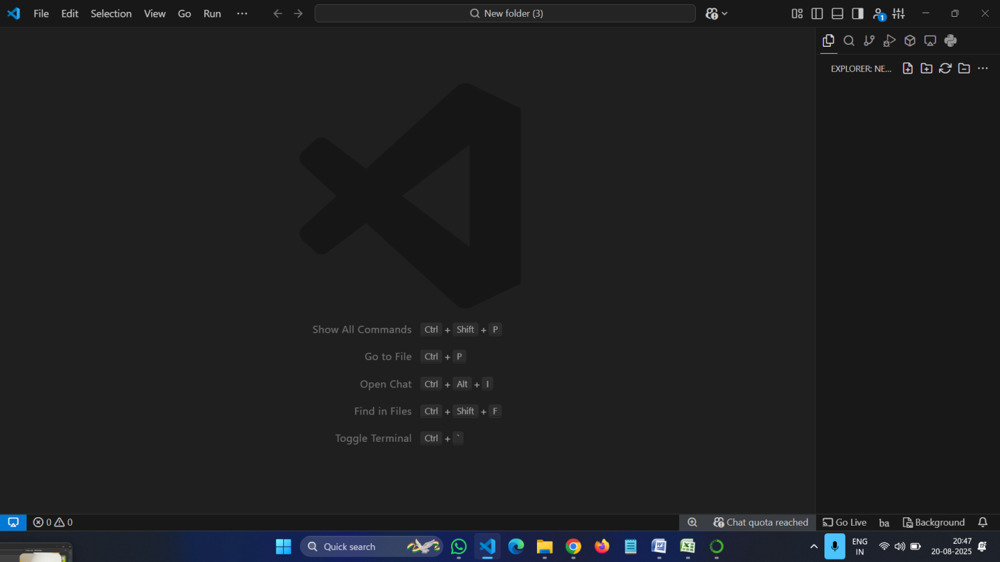 File Edit Selection View Go Run ···
New folder (3)
1
EXPLORER: NE...
Show All Commands Ctrl + Shift + P
Go to File Ctrl + P
Open Chat Ctrl + Alt + I
Find in Files Ctrl + Shift + F
Toggle Terminal Ctrl + `
0 0
Chat quota reached
Go Live
ba
Background
Quick search
ENG
IN
20:47
20-08-2025